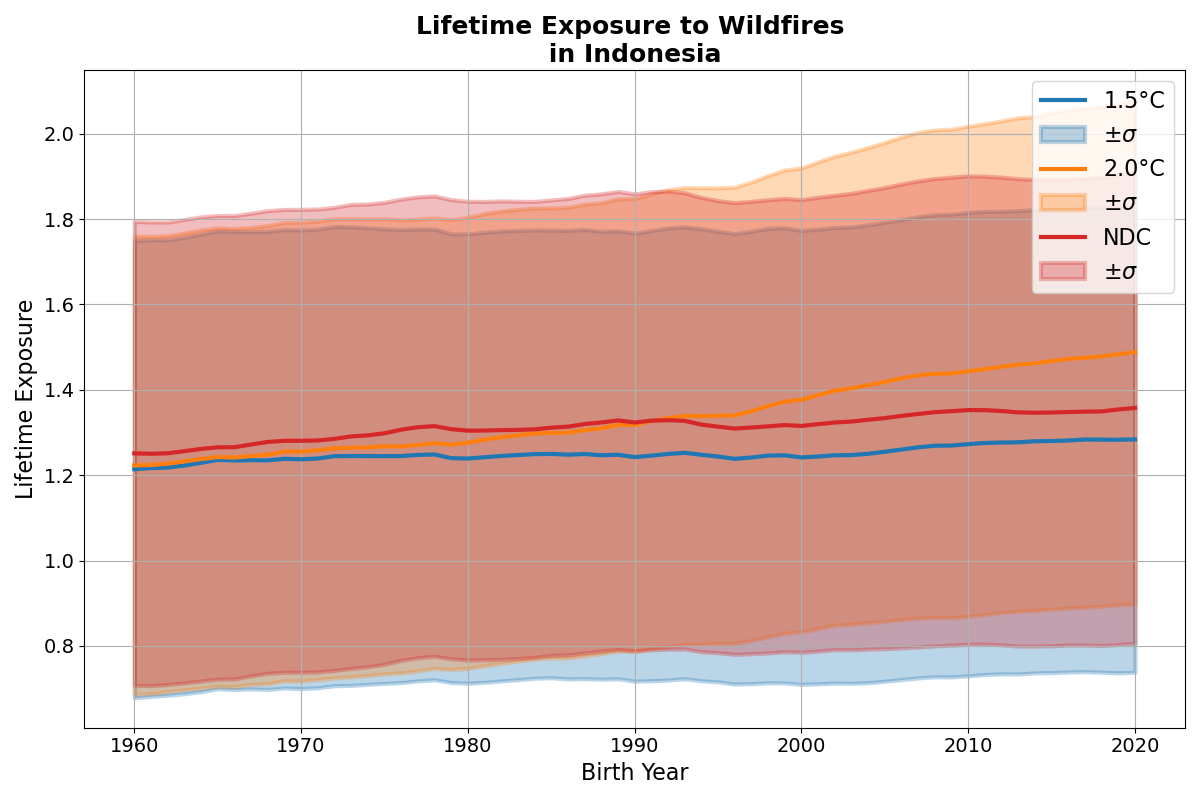 Lifetime Exposure to Wildfires
in Indonesia
1.5°C
±σ
2.0°C
±σ
NDC
±σ
Lifetime Exposure
2.0
1.8
1.6
1.4
1.2
1.0
0.8
1960 1970 1980 1990 2000 2010 2020
Birth Year